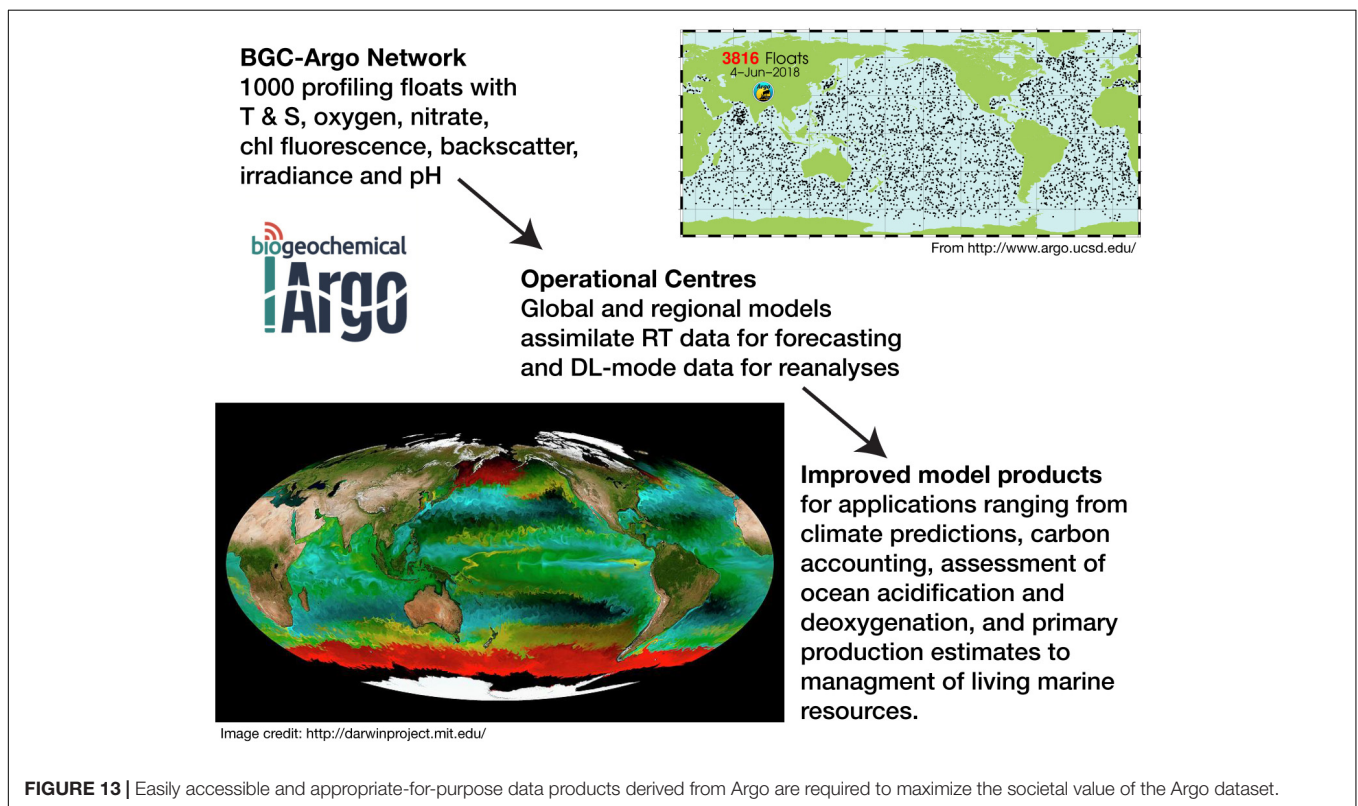 BGC-Argo Network
1000 profiling floats with
T & S, oxygen, nitrate,
chl fluorescence, backscatter,
irradiance and pH
3816 Floats
4-Jun-2018
Argo
From http://www.argo.ucsd.edu/
biogeochemical
Argo
Operational Centres
Global and regional models
assimilate RT data for forecasting
and DL-mode data for reanalyses
Improved model products
for applications ranging from
climate predictions, carbon
accounting, assessment of
ocean acidification and
deoxygenation, and primary
production estimates to
managment of living marine
resources.
Image credit: http://darwinproject.mit.edu/
FIGURE 13 | Easily accessible and appropriate-for-purpose data products derived from Argo are required to maximize the societal value of the Argo dataset.